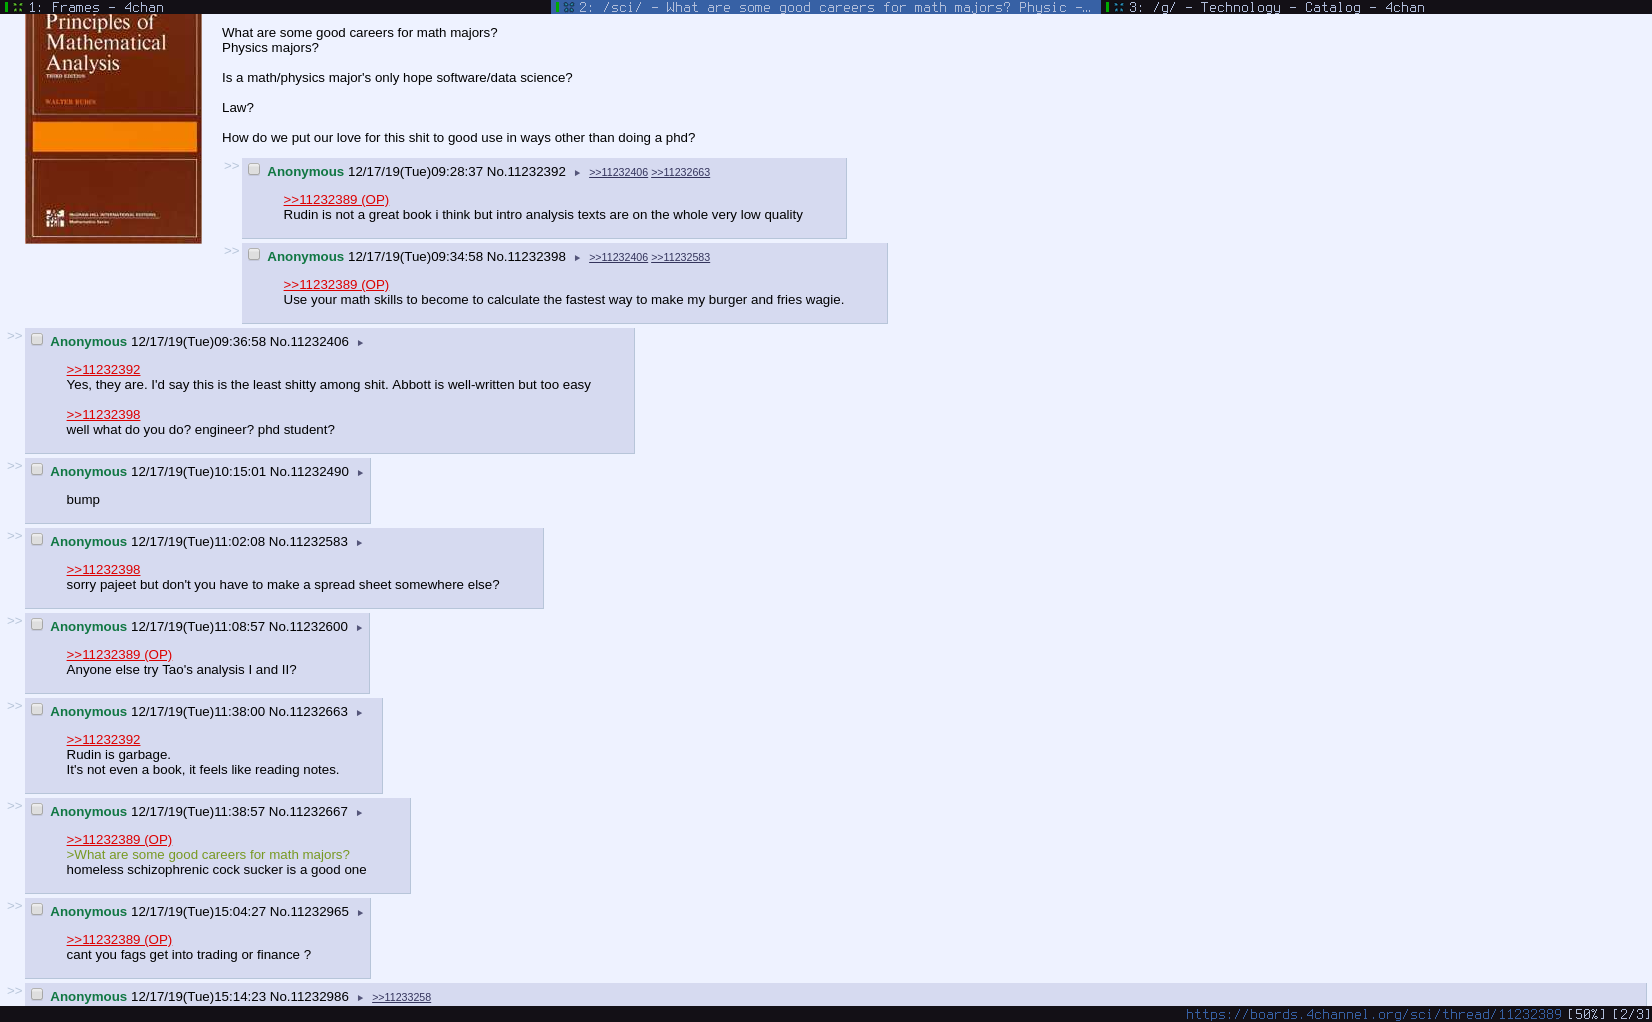 1: Frames - 4chan
2: /sci/ - What are some good careers for math majors? Physic -…
3: /g/ - Technology - Catalog - 4chan
Principles of
Mathematical
Analysis
THIRD EDITION
WALTER RUDIN
McGRAW-HILL INTERNATIONAL EDITIONS
Mathematics Series
What are some good careers for math majors?
Physics majors?
Is a math/physics major's only hope software/data science?
Law?
How do we put our love for this shit to good use in ways other than doing a phd?
>> Anonymous 12/17/19(Tue)09:28:37 No.11232392 ▶ >>11232406 >>11232663
>>11232389 (OP)
Rudin is not a great book i think but intro analysis texts are on the whole very low quality
>> Anonymous 12/17/19(Tue)09:34:58 No.11232398 ▶ >>11232406 >>11232583
>>11232389 (OP)
Use your math skills to become to calculate the fastest way to make my burger and fries wagie.
>> Anonymous 12/17/19(Tue)09:36:58 No.11232406 ▶
>>11232392
Yes, they are. I'd say this is the least shitty among shit. Abbott is well-written but too easy
>>11232398
well what do you do? engineer? phd student?
>> Anonymous 12/17/19(Tue)10:15:01 No.11232490 ▶
bump
>> Anonymous 12/17/19(Tue)11:02:08 No.11232583 ▶
>>11232398
sorry pajeet but don't you have to make a spread sheet somewhere else?
>> Anonymous 12/17/19(Tue)11:08:57 No.11232600 ▶
>>11232389 (OP)
Anyone else try Tao's analysis I and II?
>> Anonymous 12/17/19(Tue)11:38:00 No.11232663 ▶
>>11232392
Rudin is garbage.
It's not even a book, it feels like reading notes.
>> Anonymous 12/17/19(Tue)11:38:57 No.11232667 ▶
>>11232389 (OP)
>What are some good careers for math majors?
homeless schizophrenic cock sucker is a good one
>> Anonymous 12/17/19(Tue)15:04:27 No.11232965 ▶
>>11232389 (OP)
cant you fags get into trading or finance ?
>> Anonymous 12/17/19(Tue)15:14:23 No.11232986 ▶ >>11233258
https://boards.4channel.org/sci/thread/11232389 [50%] [2/3]